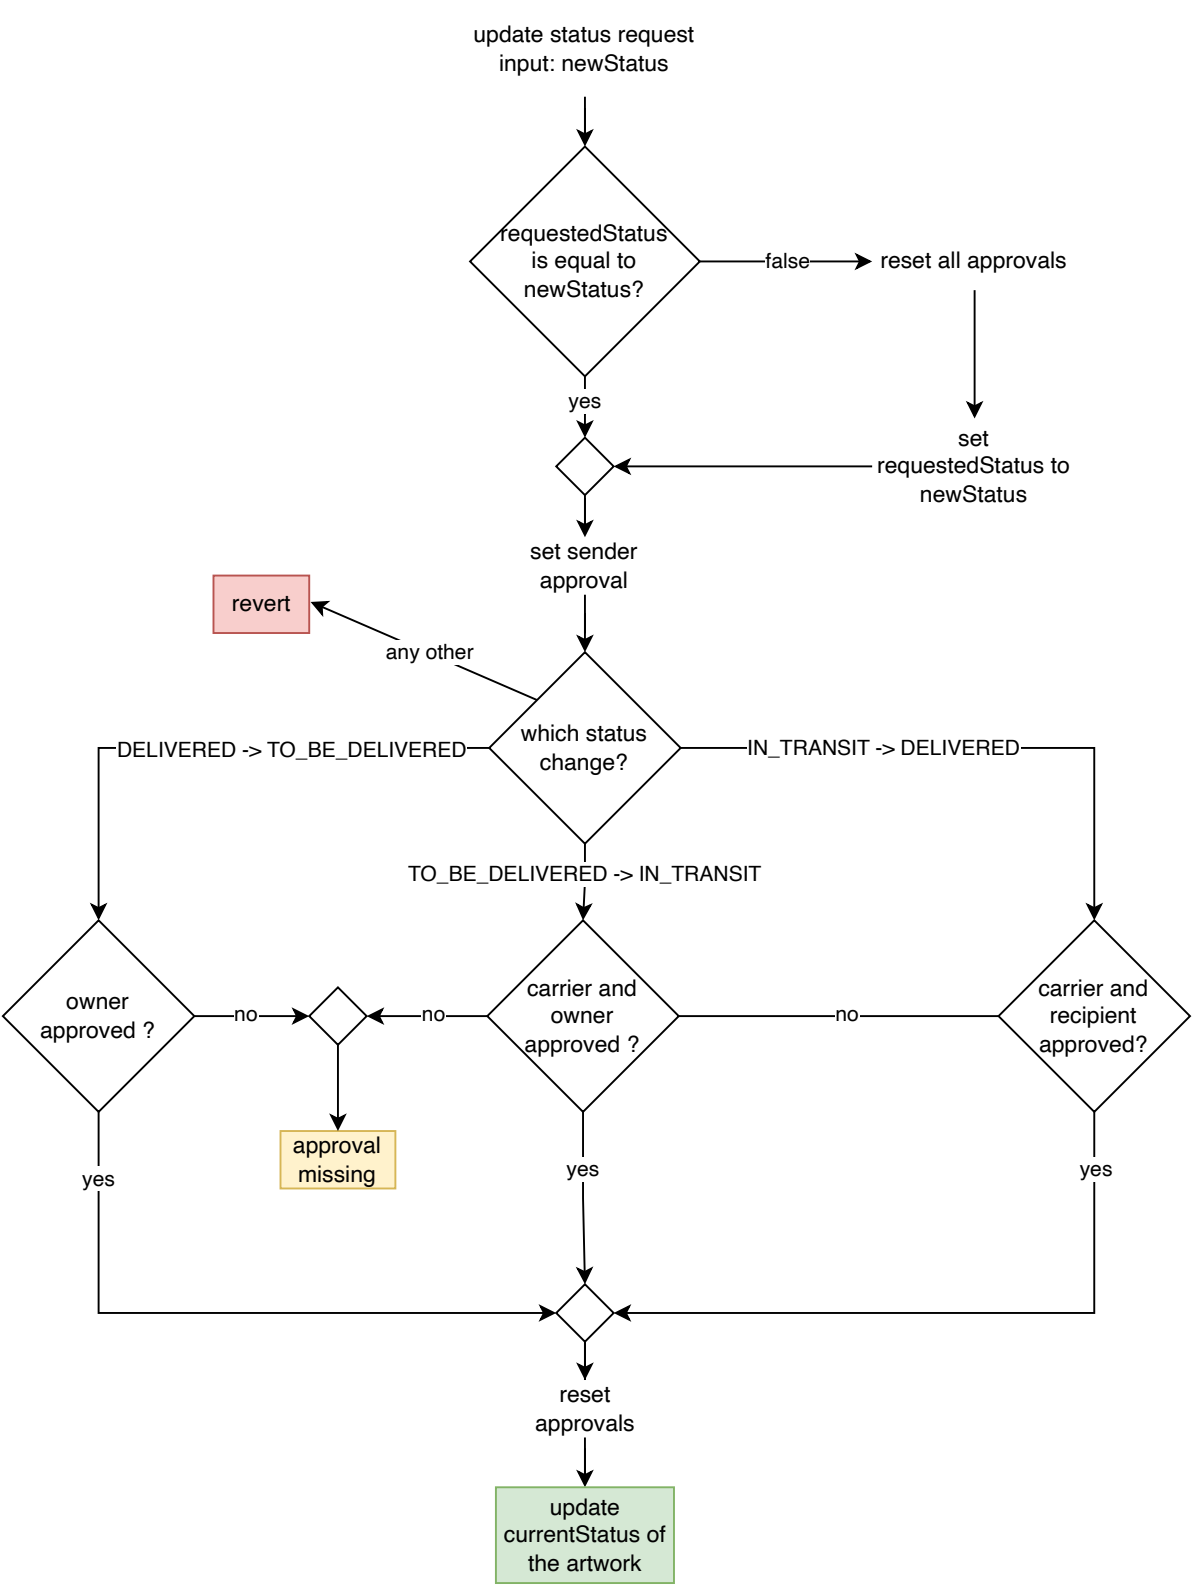 update status request
input: newStatus
requestedStatus
is equal to
newStatus?
false
reset all approvals
yes
set
requestedStatus to
newStatus
set sender
approval
revert
any other
which status
change?
DELIVERED -> TO_BE_DELIVERED
IN_TRANSIT -> DELIVERED
TO_BE_DELIVERED -> IN_TRANSIT
owner
approved ?
no
no
carrier and
owner
approved ?
no
carrier and
recipient
approved?
approval
missing
yes
yes
yes
reset
approvals
update
currentStatus of
the artwork